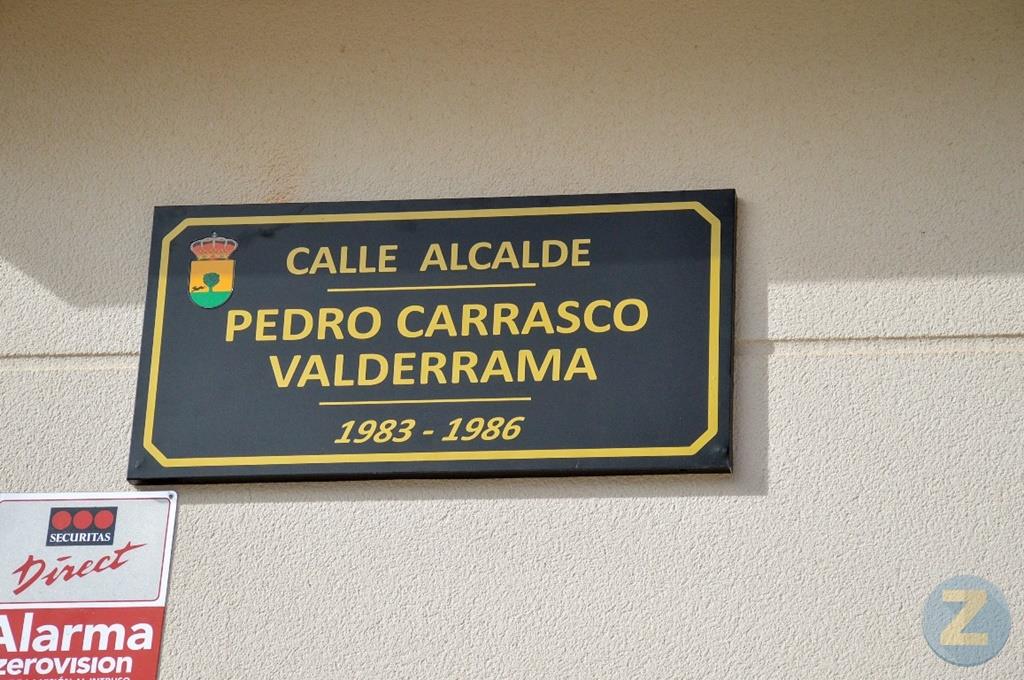 CALLE ALCALDE
PEDRO CARRASCO
VALDERRAMA
1983 - 1986
SECURITAS
Direct
Alarma
zerovision
Z